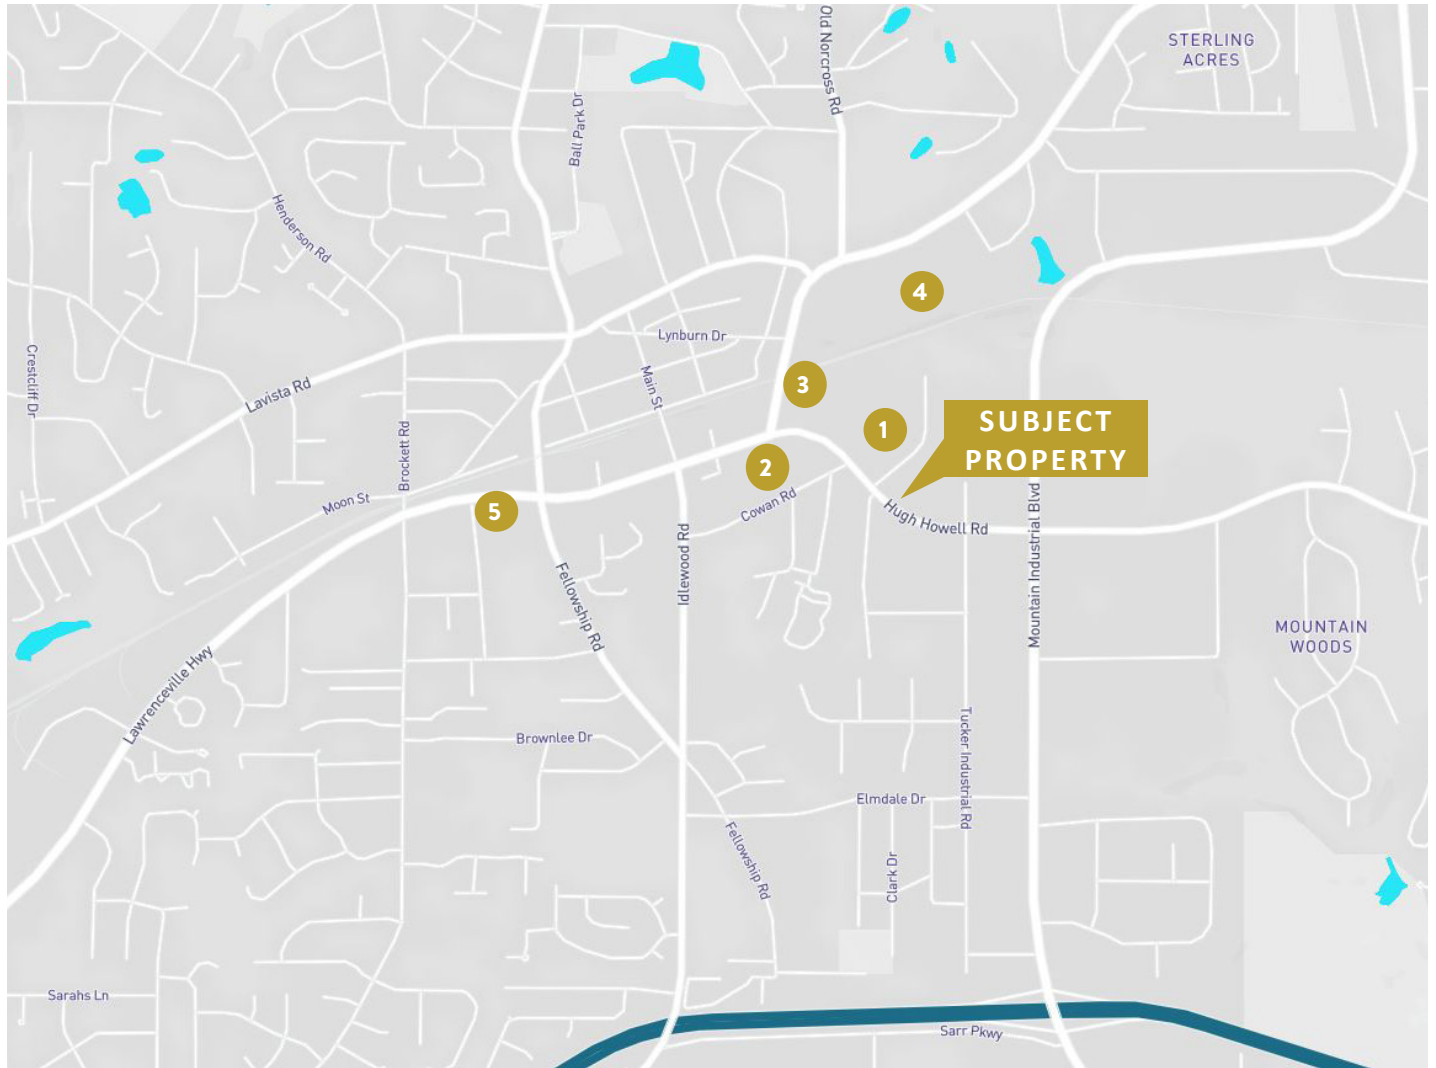 Old Norcross Rd
STERLING
ACRES
Ball Park Dr
Henderson Rd
4
Lynburn Dr
Crestcliff Dr
Lavista Rd
Main St
3
1
SUBJECT
PROPERTY
Brockett Rd
2
Moon St
5
Cowan Rd
Hugh Howell Rd
Mountain Industrial Blvd
Idlewood Rd
Fellowship Rd
MOUNTAIN
WOODS
Lawrenceville Hwy
Brownlee Dr
Tucker Industrial Rd
Elmdale Dr
Fellowship Rd
Clark Dr
Sarahs Ln
Sarr Pkwy